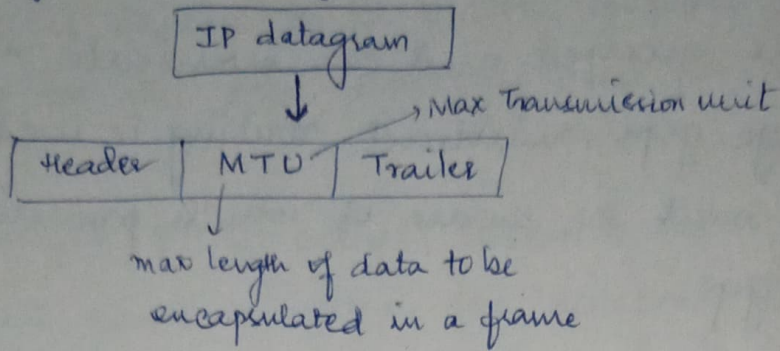 IP datagram
Max Transmission unit
Header MTU Trailer
max length of data to be
encapsulated in a frame